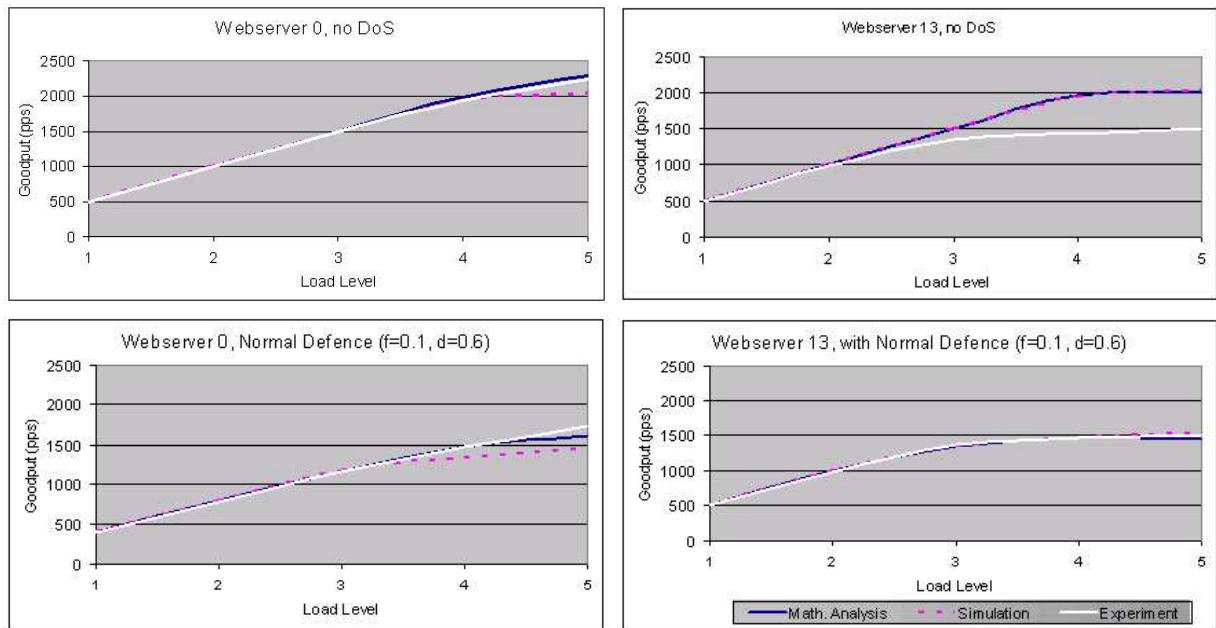 Webserver 0, no DoS
Goodput (pps)
2500
2000
1500
1000
500
0
1 2 3 4 5
Load Level
Webserver 13, no DoS
Goodput (pps)
2500
2000
1500
1000
500
0
1 2 3 4 5
Load Level
Webserver 0, Normal Defence (f=0.1, d=0.6)
Goodput (pps)
2500
2000
1500
1000
500
0
1 2 3 4 5
Load Level
Webserver 13, with Normal Defence (f=0.1, d=0.6)
Goodput (pps)
2500
2000
1500
1000
500
0
1 2 3 4 5
Load Level
Math. Analysis Simulation Experiment